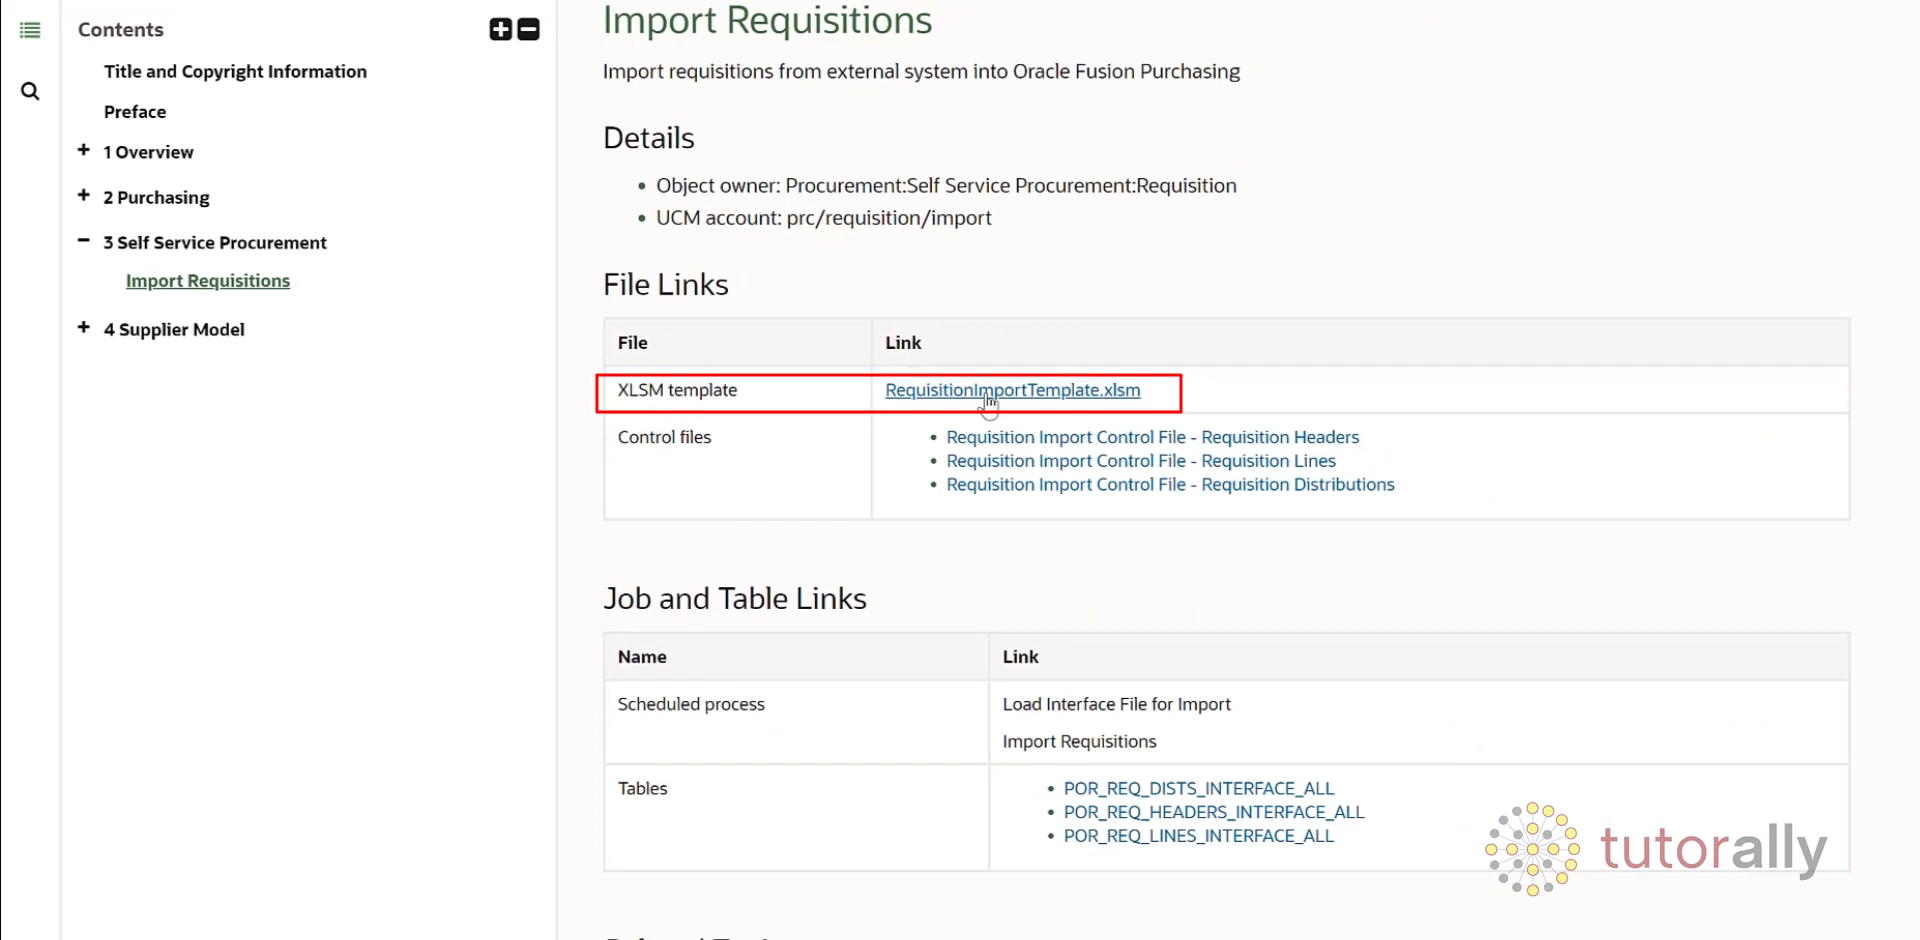 Contents
Title and Copyright Information
Preface
1 Overview
2 Purchasing
3 Self Service Procurement
Import Requisitions
4 Supplier Model
Import Requisitions
Import requisitions from external system into Oracle Fusion Purchasing
Details
Object owner: Procurement:Self Service Procurement:Requisition
UCM account: prc/requisition/import
File Links
File Link
XLSM template RequisitionImportTemplate.xlsm
Control files
Requisition Import Control File - Requisition Headers
Requisition Import Control File - Requisition Lines
Requisition Import Control File - Requisition Distributions
Job and Table Links
Name Link
Scheduled process Load Interface File for Import
Import Requisitions
Tables
POR_REQ_DISTS_INTERFACE_ALL
POR_REQ_HEADERS_INTERFACE_ALL
POR_REQ_LINES_INTERFACE_ALL
tutorally